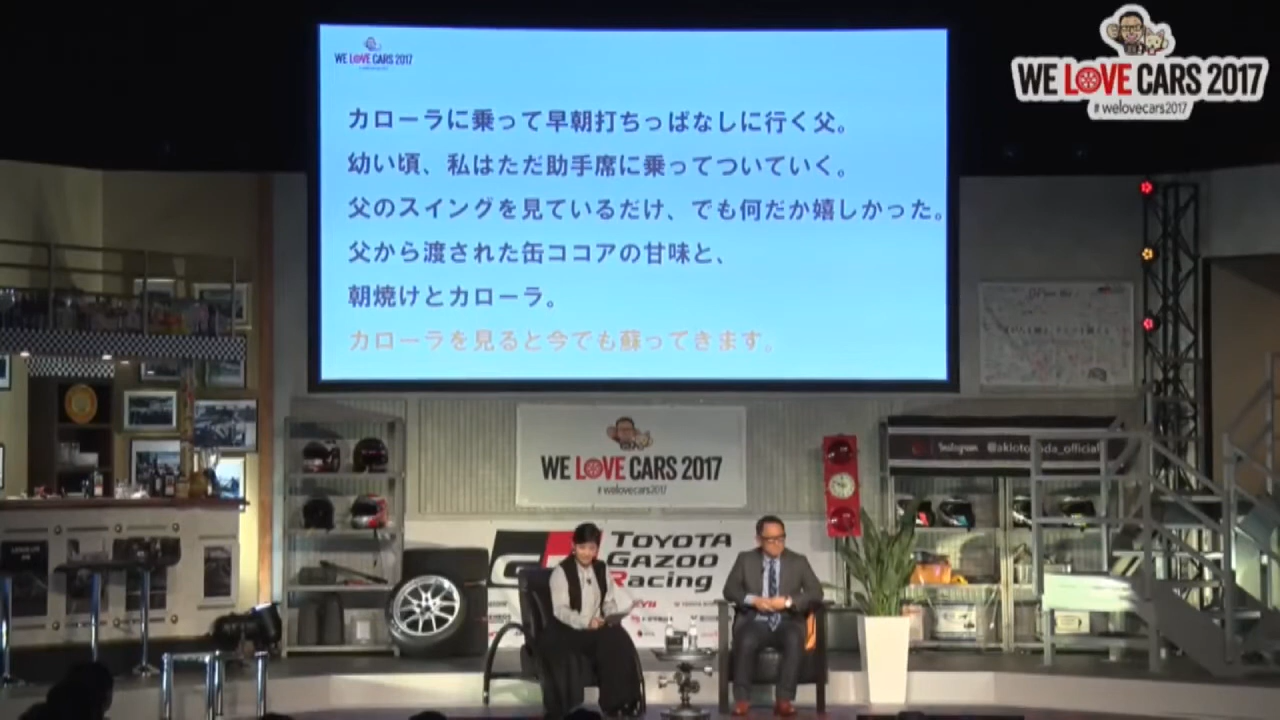 WE LOVE CARS 2017
カローラに乗って早朝打ちっぱなしに行く父。
幼い頃、私はただ助手席に乗ってついていく。
父のスイングを見ているだけ、でも何だか嬉しかった。
父から渡された缶ココアの甘味と、
朝焼けとカローラ。
カローラを見ると今でも蘇ってきます。
WE LOVE CARS 2017
# welovecars2017
WE LOVE CARS 2017
# welovecars2017
Instagram @akiotoyoda_official
TOYOTA
GAZOO
Racing